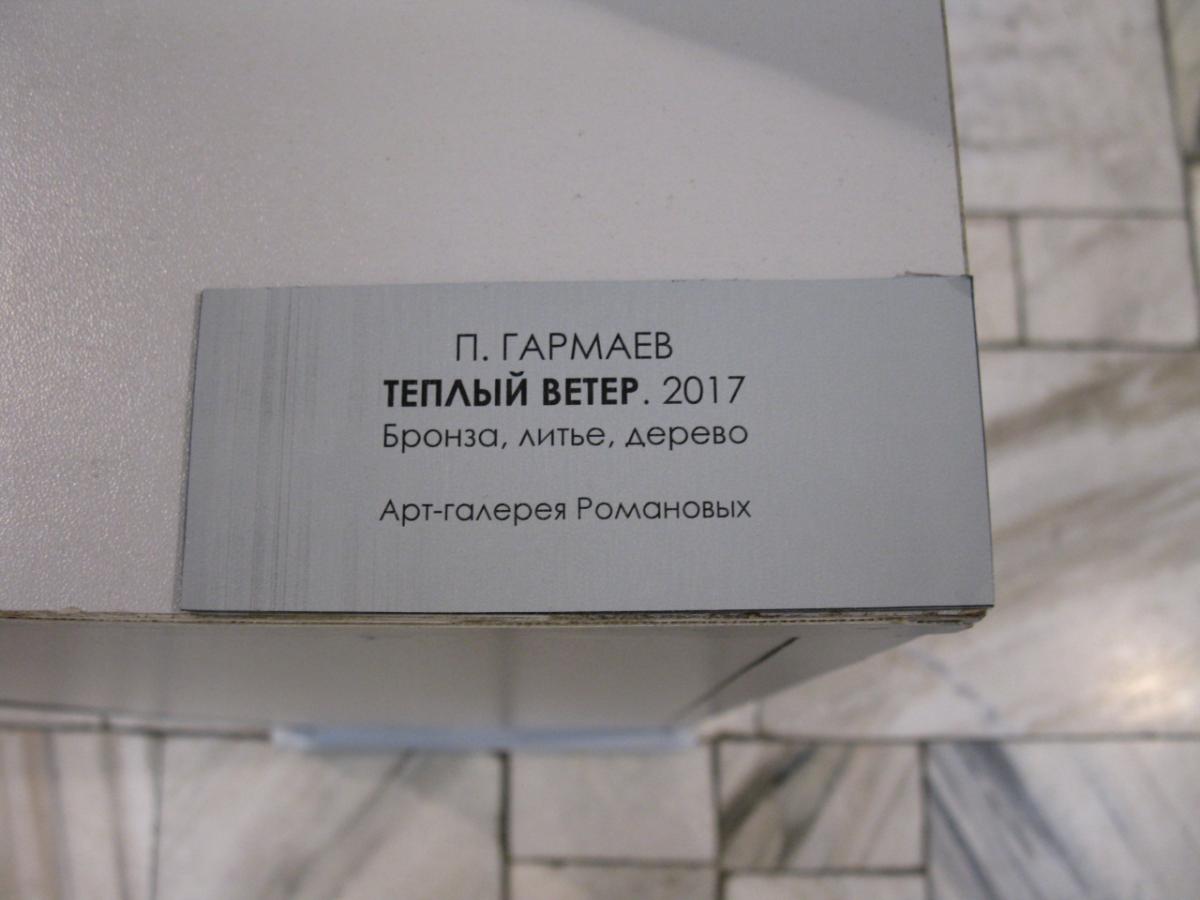 П. ГАРМАЕВ
ТЕПЛЫЙ ВЕТЕР. 2017
Бронза, литье, дерево
Арт-галерея Романовых